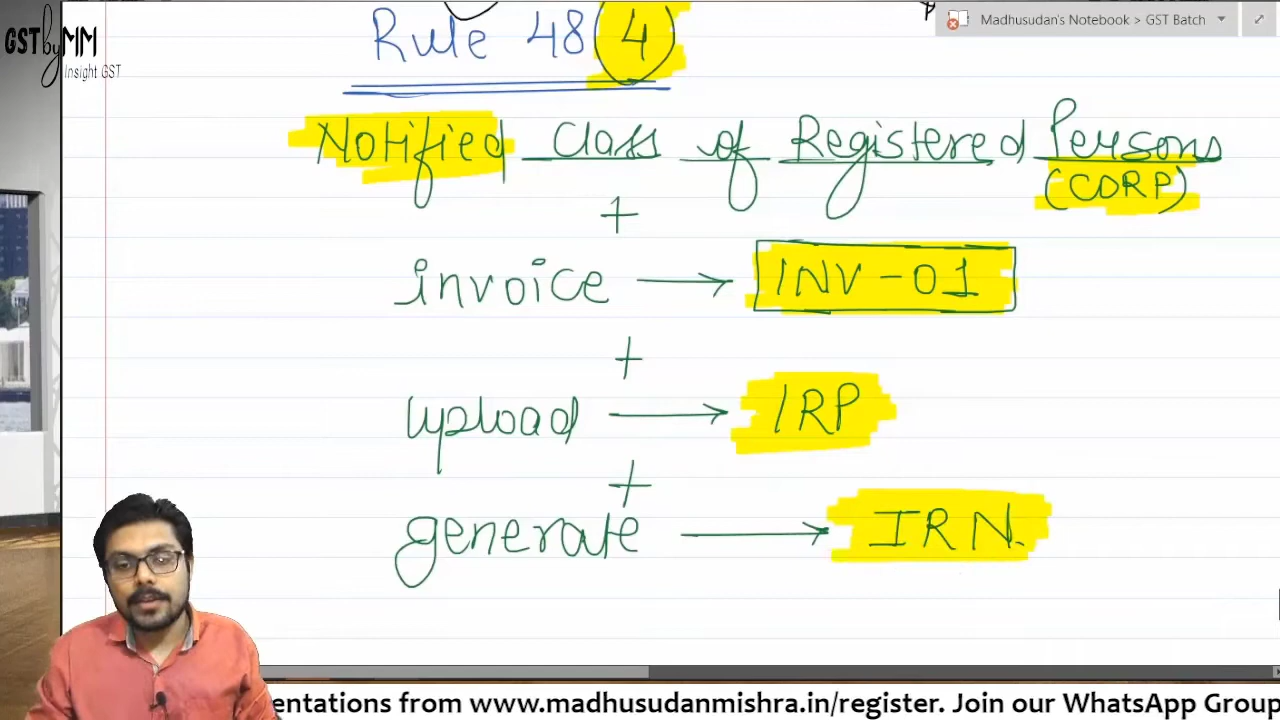 GST by MM
Insight GST
Madhusudan's Notebook > GST Batch
Rule 48 (4)
Notified Class of Registered Persons
(CORP)
+
invoice → INV-01
+
upload → IRP
+
generate → IRN.
entations from www.madhusudanmishra.in/register. Join our WhatsApp Group